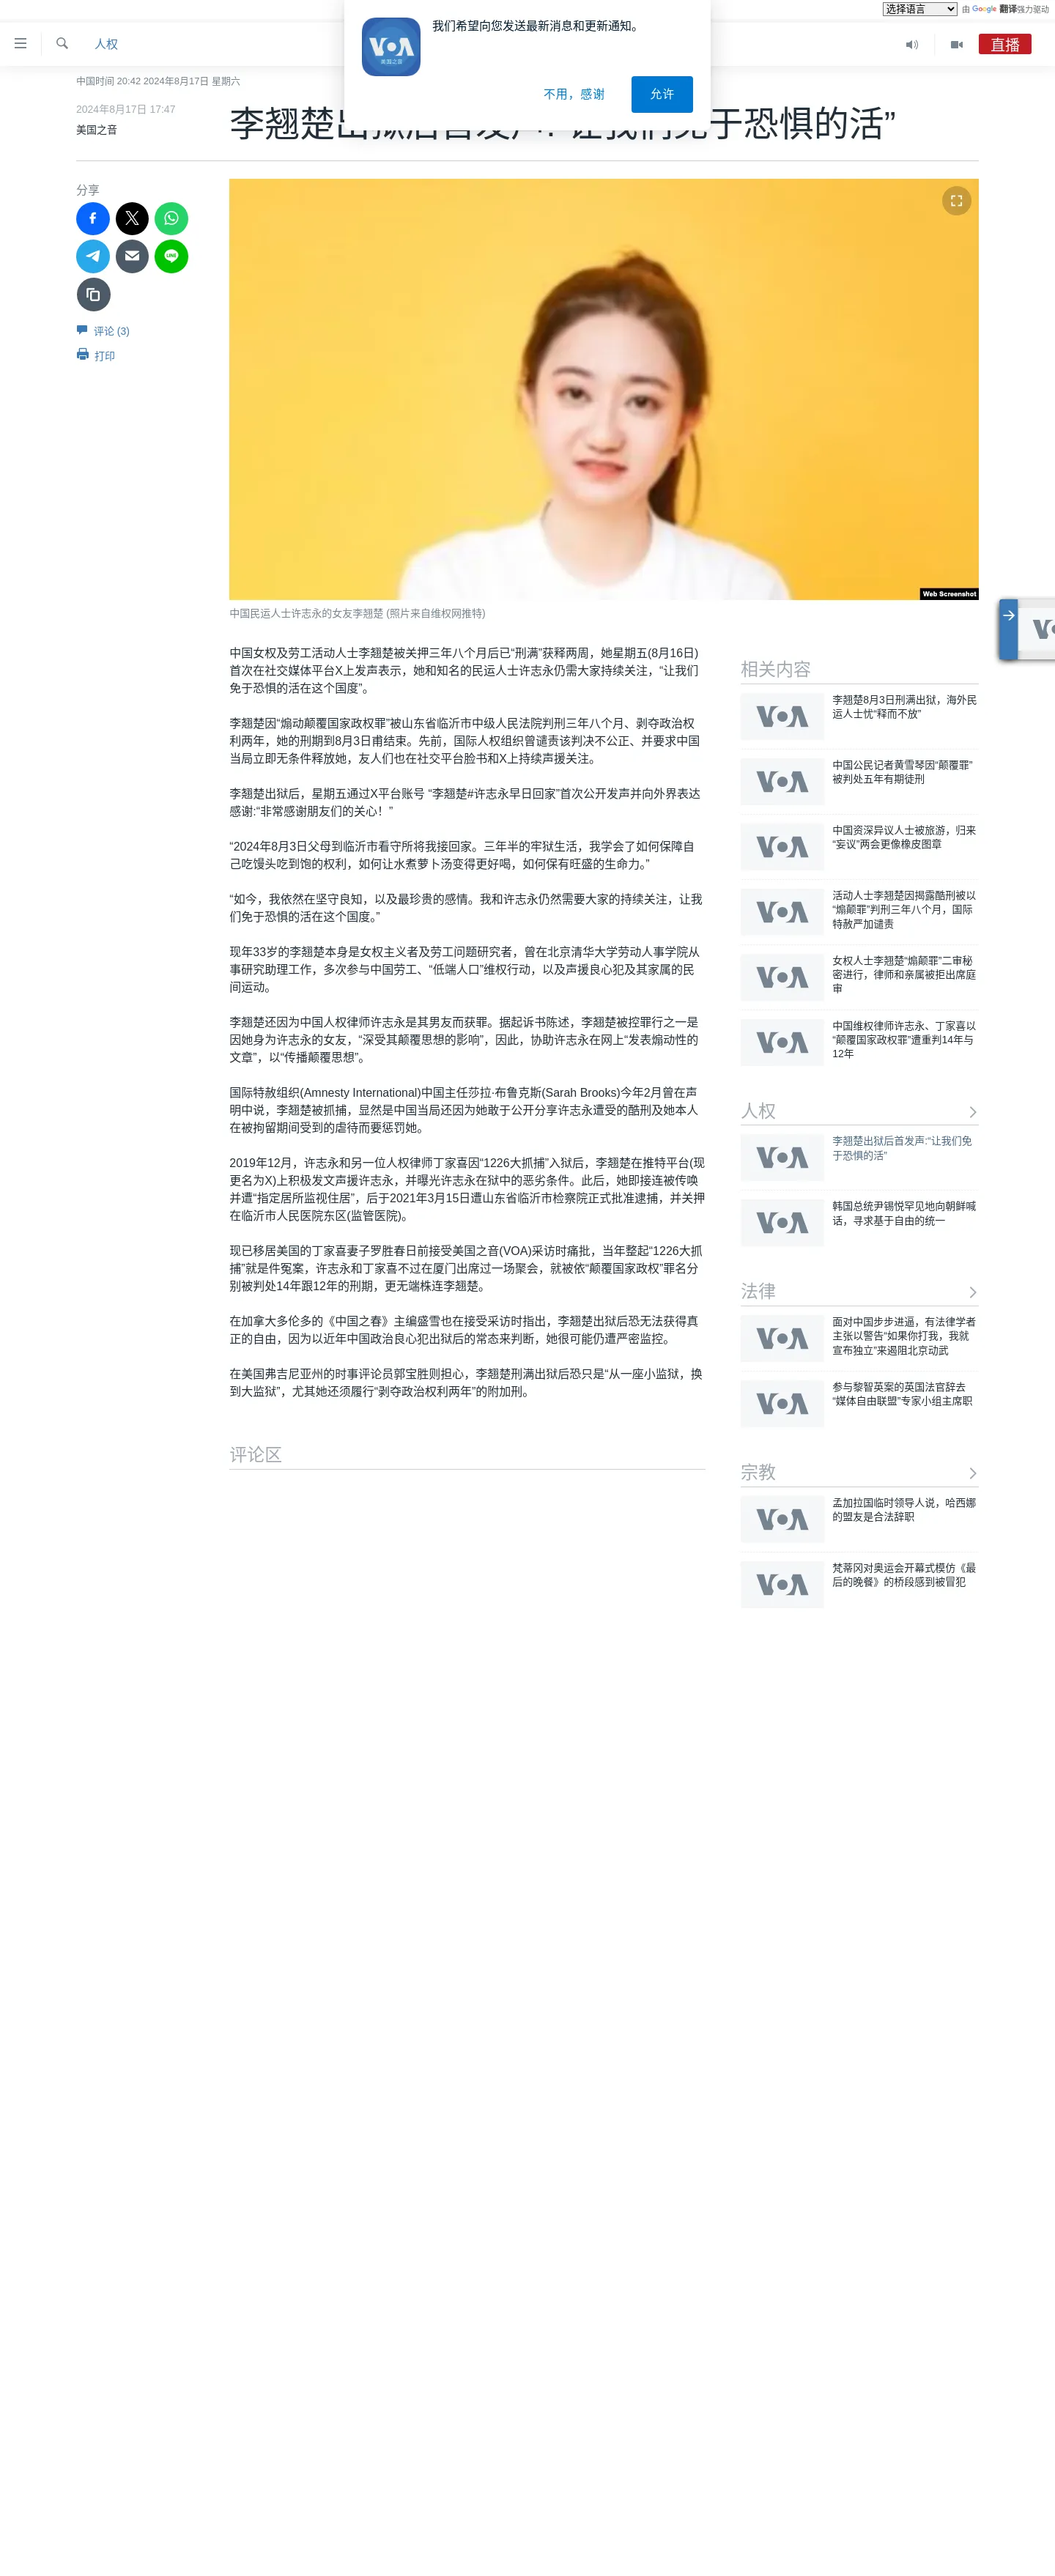 选择语言 由 Google 翻译强力驱动
人权
直播
我们希望向您发送最新消息和更新通知。
VOA
美国之音
不用，感谢
允许
中国时间 20:42 2024年8月17日 星期六
2024年8月17日 17:47
美国之音
李翘楚出狱后首发声:“让我们免于恐惧的活”
分享
评论 (3)
打印
Web Screenshot
中国民运人士许志永的女友李翘楚 (照片来自维权网推特)
中国女权及劳工活动人士李翘楚被关押三年八个月后已“刑满”获释两周，她星期五(8月16日)
首次在社交媒体平台X上发声表示，她和知名的民运人士许志永仍需大家持续关注，“让我们
免于恐惧的活在这个国度”。
李翘楚因“煽动颠覆国家政权罪”被山东省临沂市中级人民法院判刑三年八个月、剥夺政治权
利两年，她的刑期到8月3日甫结束。先前，国际人权组织曾谴责该判决不公正、并要求中国
当局立即无条件释放她，友人们也在社交平台脸书和X上持续声援关注。
李翘楚出狱后，星期五通过X平台账号 “李翘楚#许志永早日回家”首次公开发声并向外界表达
感谢:“非常感谢朋友们的关心！”
“2024年8月3日父母到临沂市看守所将我接回家。三年半的牢狱生活，我学会了如何保障自
己吃馒头吃到饱的权利，如何让水煮萝卜汤变得更好喝，如何保有旺盛的生命力。”
“如今，我依然在坚守良知，以及最珍贵的感情。我和许志永仍然需要大家的持续关注，让我
们免于恐惧的活在这个国度。”
现年33岁的李翘楚本身是女权主义者及劳工问题研究者，曾在北京清华大学劳动人事学院从
事研究助理工作，多次参与中国劳工、“低端人口”维权行动，以及声援良心犯及其家属的民
间运动。
李翘楚还因为中国人权律师许志永是其男友而获罪。据起诉书陈述，李翘楚被控罪行之一是
因她身为许志永的女友，“深受其颠覆思想的影响”，因此，协助许志永在网上“发表煽动性的
文章”，以“传播颠覆思想”。
国际特赦组织(Amnesty International)中国主任莎拉·布鲁克斯(Sarah Brooks)今年2月曾在声
明中说，李翘楚被抓捕，显然是中国当局还因为她敢于公开分享许志永遭受的酷刑及她本人
在被拘留期间受到的虐待而要惩罚她。
2019年12月，许志永和另一位人权律师丁家喜因“1226大抓捕”入狱后，李翘楚在推特平台(现
更名为X)上积极发文声援许志永，并曝光许志永在狱中的恶劣条件。此后，她即接连被传唤
并遭“指定居所监视住居”，后于2021年3月15日遭山东省临沂市检察院正式批准逮捕，并关押
在临沂市人民医院东区(监管医院)。
现已移居美国的丁家喜妻子罗胜春日前接受美国之音(VOA)采访时痛批，当年整起“1226大抓
捕”就是件冤案，许志永和丁家喜不过在厦门出席过一场聚会，就被依“颠覆国家政权”罪名分
别被判处14年跟12年的刑期，更无端株连李翘楚。
在加拿大多伦多的《中国之春》主编盛雪也在接受采访时指出，李翘楚出狱后恐无法获得真
正的自由，因为以近年中国政治良心犯出狱后的常态来判断，她很可能仍遭严密监控。
在美国弗吉尼亚州的时事评论员郭宝胜则担心，李翘楚刑满出狱后恐只是“从一座小监狱，换
到大监狱”，尤其她还须履行“剥夺政治权利两年”的附加刑。
评论区
相关内容
VOA
李翘楚8月3日刑满出狱，海外民
运人士忧“释而不放”
VOA
中国公民记者黄雪琴因“颠覆罪”
被判处五年有期徒刑
VOA
中国资深异议人士被旅游，归来
“妄议”两会更像橡皮图章
VOA
活动人士李翘楚因揭露酷刑被以
“煽颠罪”判刑三年八个月，国际
特赦严加谴责
VOA
女权人士李翘楚“煽颠罪”二审秘
密进行，律师和亲属被拒出席庭
审
VOA
中国维权律师许志永、丁家喜以
“颠覆国家政权罪”遭重判14年与
12年
人权
VOA
李翘楚出狱后首发声:“让我们免
于恐惧的活”
VOA
韩国总统尹锡悦罕见地向朝鲜喊
话，寻求基于自由的统一
法律
VOA
面对中国步步进逼，有法律学者
主张以警告“如果你打我，我就
宣布独立”来遏阻北京动武
VOA
参与黎智英案的英国法官辞去
“媒体自由联盟”专家小组主席职
宗教
VOA
孟加拉国临时领导人说，哈西娜
的盟友是合法辞职
VOA
梵蒂冈对奥运会开幕式模仿《最
后的晚餐》的桥段感到被冒犯